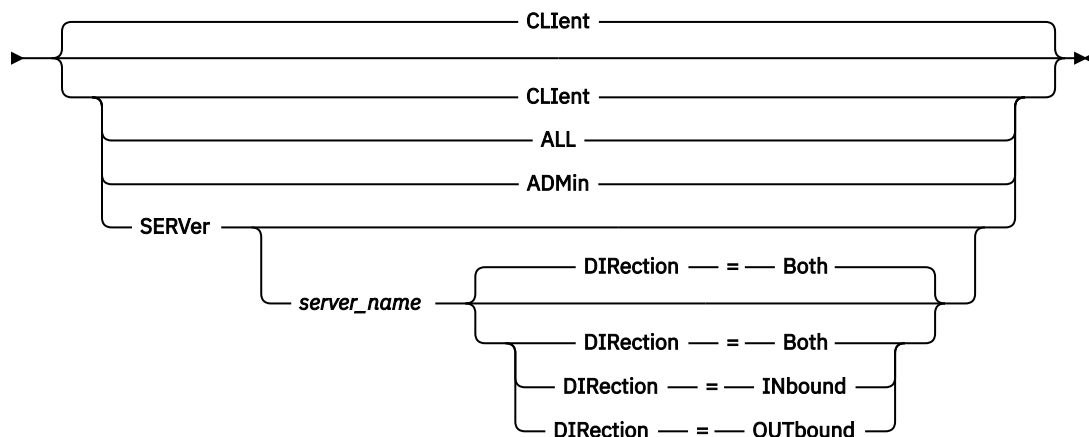 CLIent
CLIent
ALL
ADMin
SERVer
DIRection = Both
server_name
DIRection = Both
DIRection = INbound
DIRection = OUTbound